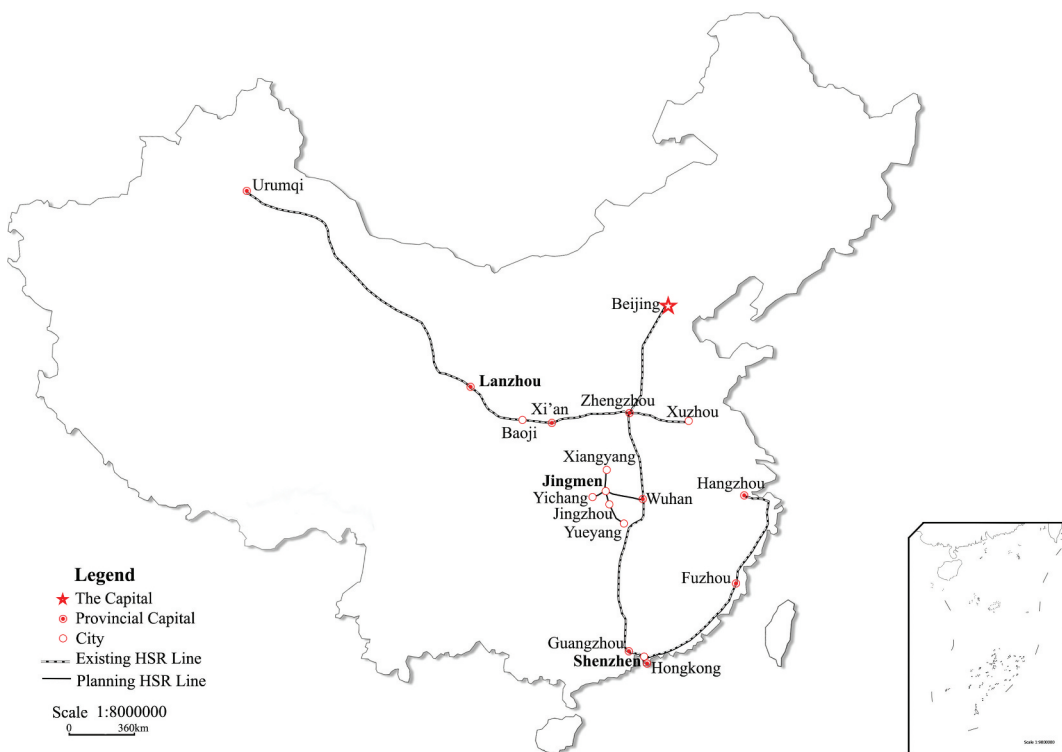 Urumqi
Beijing
Lanzhou
Zhengzhou
Xi'an
Xuzhou
Baoji
Xiangyang
Jingmen
Hangzhou
Yichang
Wuhan
Jingzhou
Yueyang
Fuzhou
Guangzhou
Shenzhen
Hongkong
Legend
The Capital
Provincial Capital
City
Existing HSR Line
Planning HSR Line
Scale 1:8000000
0 360km